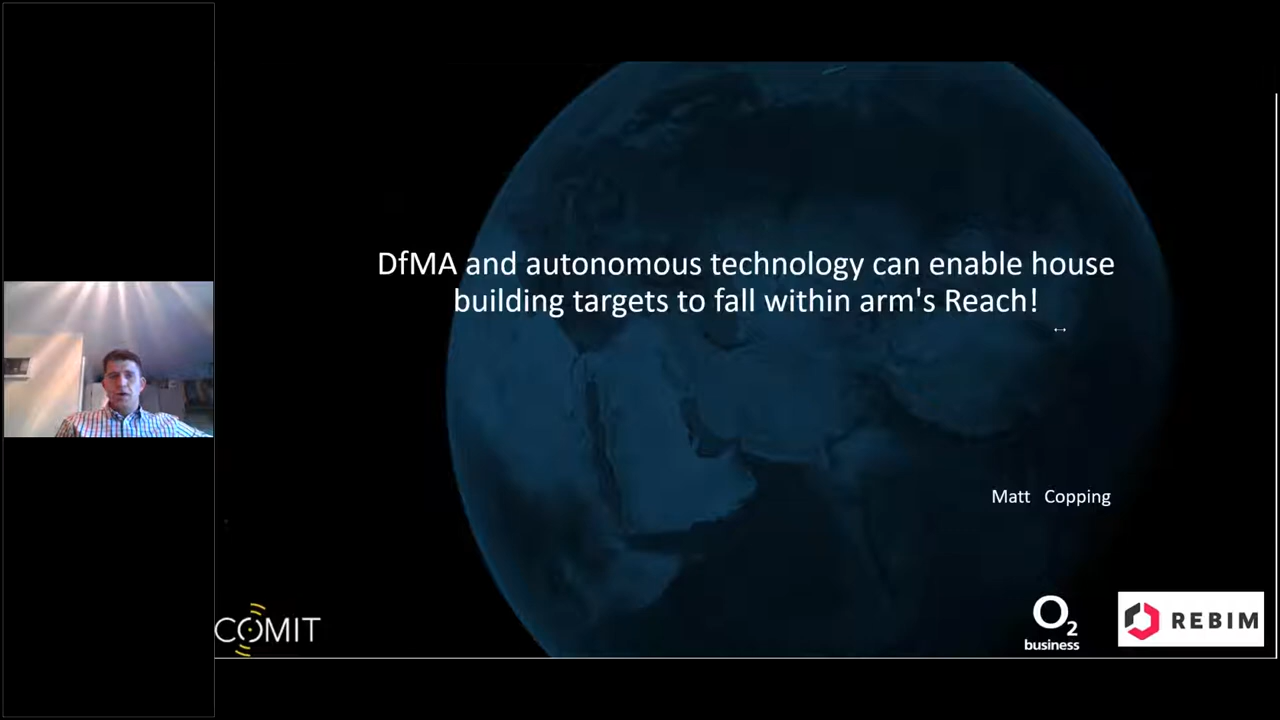 DfMA and autonomous technology can enable house
building targets to fall within arm's Reach!
Matt Copping
COMIT
O2
business
REBIM